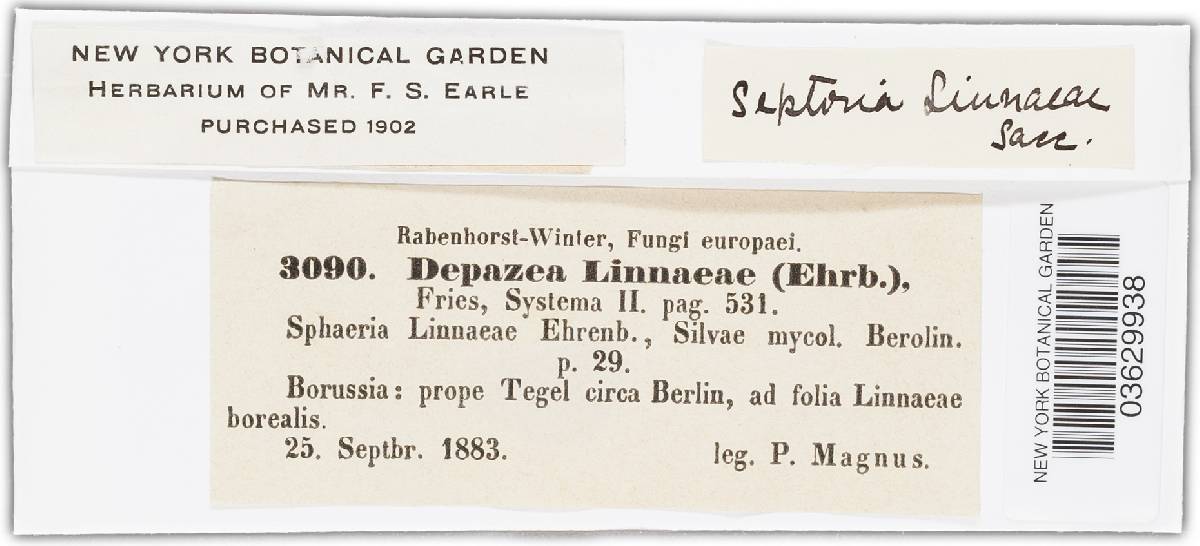 NEW YORK BOTANICAL GARDEN
HERBARIUM OF MR. F. S. EARLE
PURCHASED 1902
Septoria Linnaeae
Sacc.
Rabenhorst-Winter, Fungi europaei.
3090. Depazea Linnaeae (Ehrb.),
Fries, Systema II. pag. 531.
Sphaeria Linnaeae Ehrenb., Silvae mycol. Berolin.
p. 29.
Borussia: prope Tegel circa Berlin, ad folia Linnaeae
borealis.
25. Septbr. 1883. leg. P. Magnus.
NEW YORK BOTANICAL GARDEN
03629938